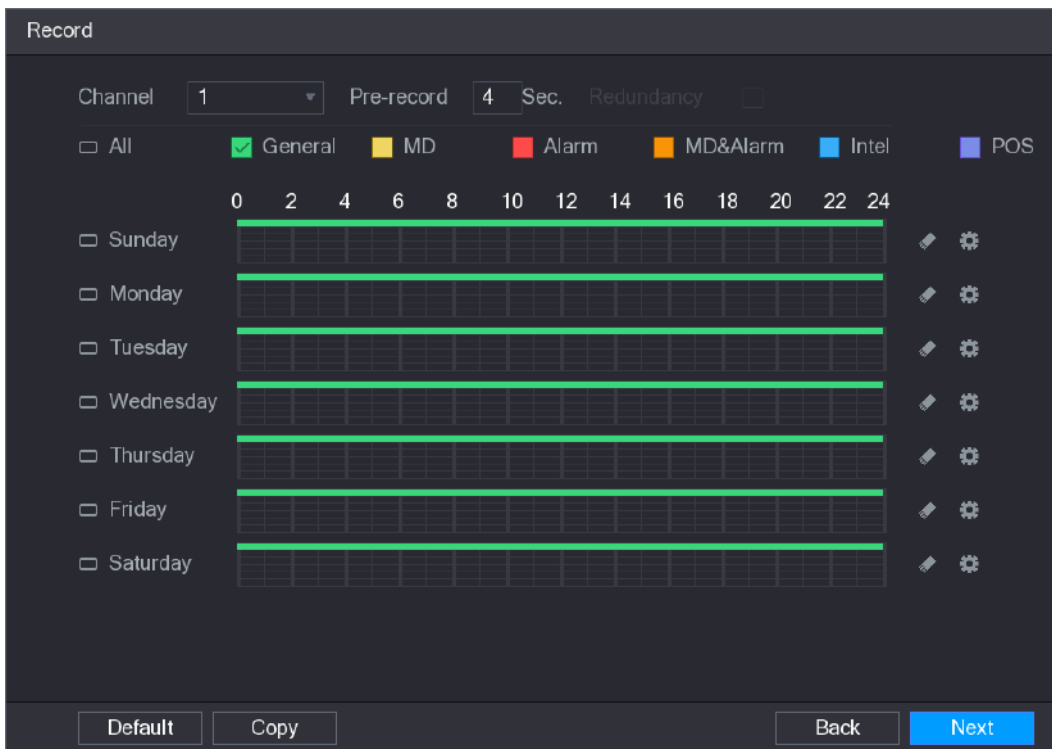 Record
Channel 1 Pre-record 4 Sec. Redundancy
All General MD Alarm MD&Alarm Intel POS
0 2 4 6 8 10 12 14 16 18 20 22 24
Sunday
Monday
Tuesday
Wednesday
Thursday
Friday
Saturday
Default Copy Back Next